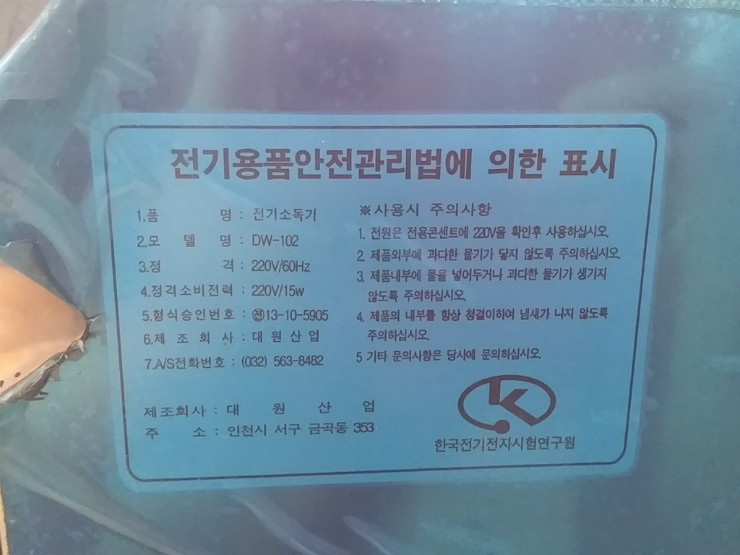 전기용품안전관리법에 의한 표시
1.품 명 : 전기소독기
2.모 델 명 : DW-102
3.정 격 : 220V/60Hz
4.정격소비전력 : 220V/15w
5.형식승인번호 : ㉠13-10-5905
6.제 조 회 사 : 대 원 산 업
7.A/S전화번호 : (032) 563-8482
제조회사 : 대 원 산 업
주 소 : 인천시 서구 금곡동 353
※사용시 주의사항
1. 전원은 전용콘센트에 220V을 확인후 사용하십시오.
2. 제품외부에 과다한 물기가 닿지 않도록 주의하십시오.
3. 제품내부에 물을 넣어두거나 과다한 물기가 생기지
않도록 주의하십시오.
4. 제품의 내부를 항상 청결이하여 냄새가 나지 않도록
주의하십시오.
5 기타 문의사항은 당사에 문의하십시오.
K
한국전기전자시험연구원